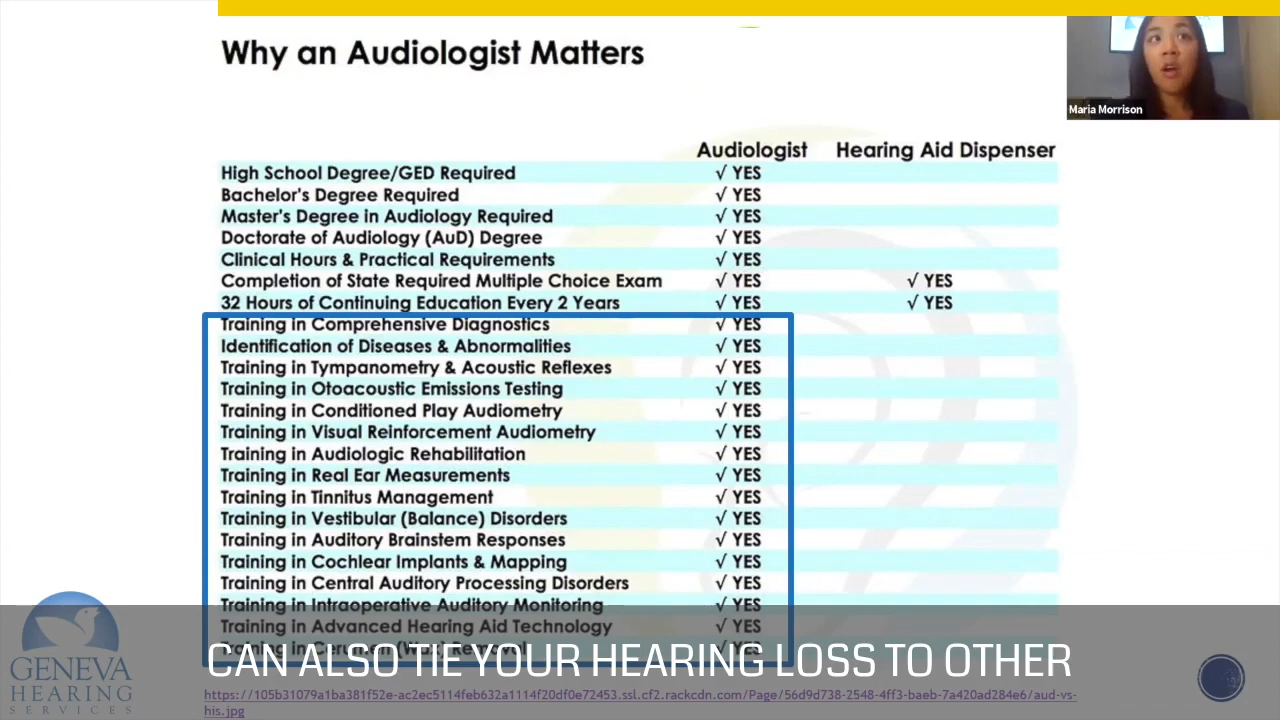 Why an Audiologist Matters
Maria Morrison
Audiologist Hearing Aid Dispenser
High School Degree/GED Required √ YES
Bachelor's Degree Required √ YES
Master's Degree in Audiology Required √ YES
Doctorate of Audiology (AuD) Degree √ YES
Clinical Hours & Practical Requirements √ YES
Completion of State Required Multiple Choice Exam √ YES √ YES
32 Hours of Continuing Education Every 2 Years √ YES √ YES
Training in Comprehensive Diagnostics √ YES
Identification of Diseases & Abnormalities √ YES
Training in Tympanometry & Acoustic Reflexes √ YES
Training in Otoacoustic Emissions Testing √ YES
Training in Conditioned Play Audiometry √ YES
Training in Visual Reinforcement Audiometry √ YES
Training in Audiologic Rehabilitation √ YES
Training in Real Ear Measurements √ YES
Training in Tinnitus Management √ YES
Training in Vestibular (Balance) Disorders √ YES
Training in Auditory Brainstem Responses √ YES
Training in Cochlear Implants & Mapping √ YES
Training in Central Auditory Processing Disorders √ YES
Training in Intraoperative Auditory Monitoring √ YES
Training in Advanced Hearing Aid Technology √ YES
Training in Cerumen (Wax) Removal √ YES
CAN ALSO TIE YOUR HEARING LOSS TO OTHER
GENEVA
HEARING
SERVICES
https://105b31079a1ba381f52e-ac2ec5114feb632a1114f20df0e72453.ssl.cf2.rackcdn.com/Page/56d9d738-2548-4ff3-baeb-7a420ad284e6/aud-vs-
his.jpg